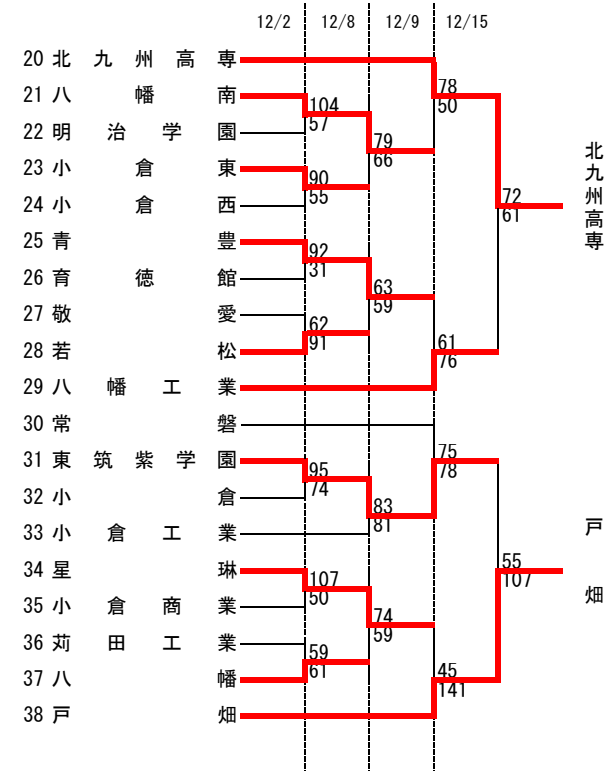 12/2 12/8 12/9 12/15
20 北九州高専
78
21 八幡南
104
50
57
22 明治学園
79
66
23 小倉東
90
55
72
24 小倉西
61
北九州高専
25 青豊
92
31
26 育徳館
63
59
27 敬愛
62
91
61
28 若松
76
29 八幡工業
30 常磐
75
31 東筑紫学園
95
78
74
32 小倉
83
81
33 小倉工業
戸畑
55
34 星琳
107
107
50
35 小倉商業
74
59
36 苅田工業
59
61
45
37 八幡
141
38 戸畑